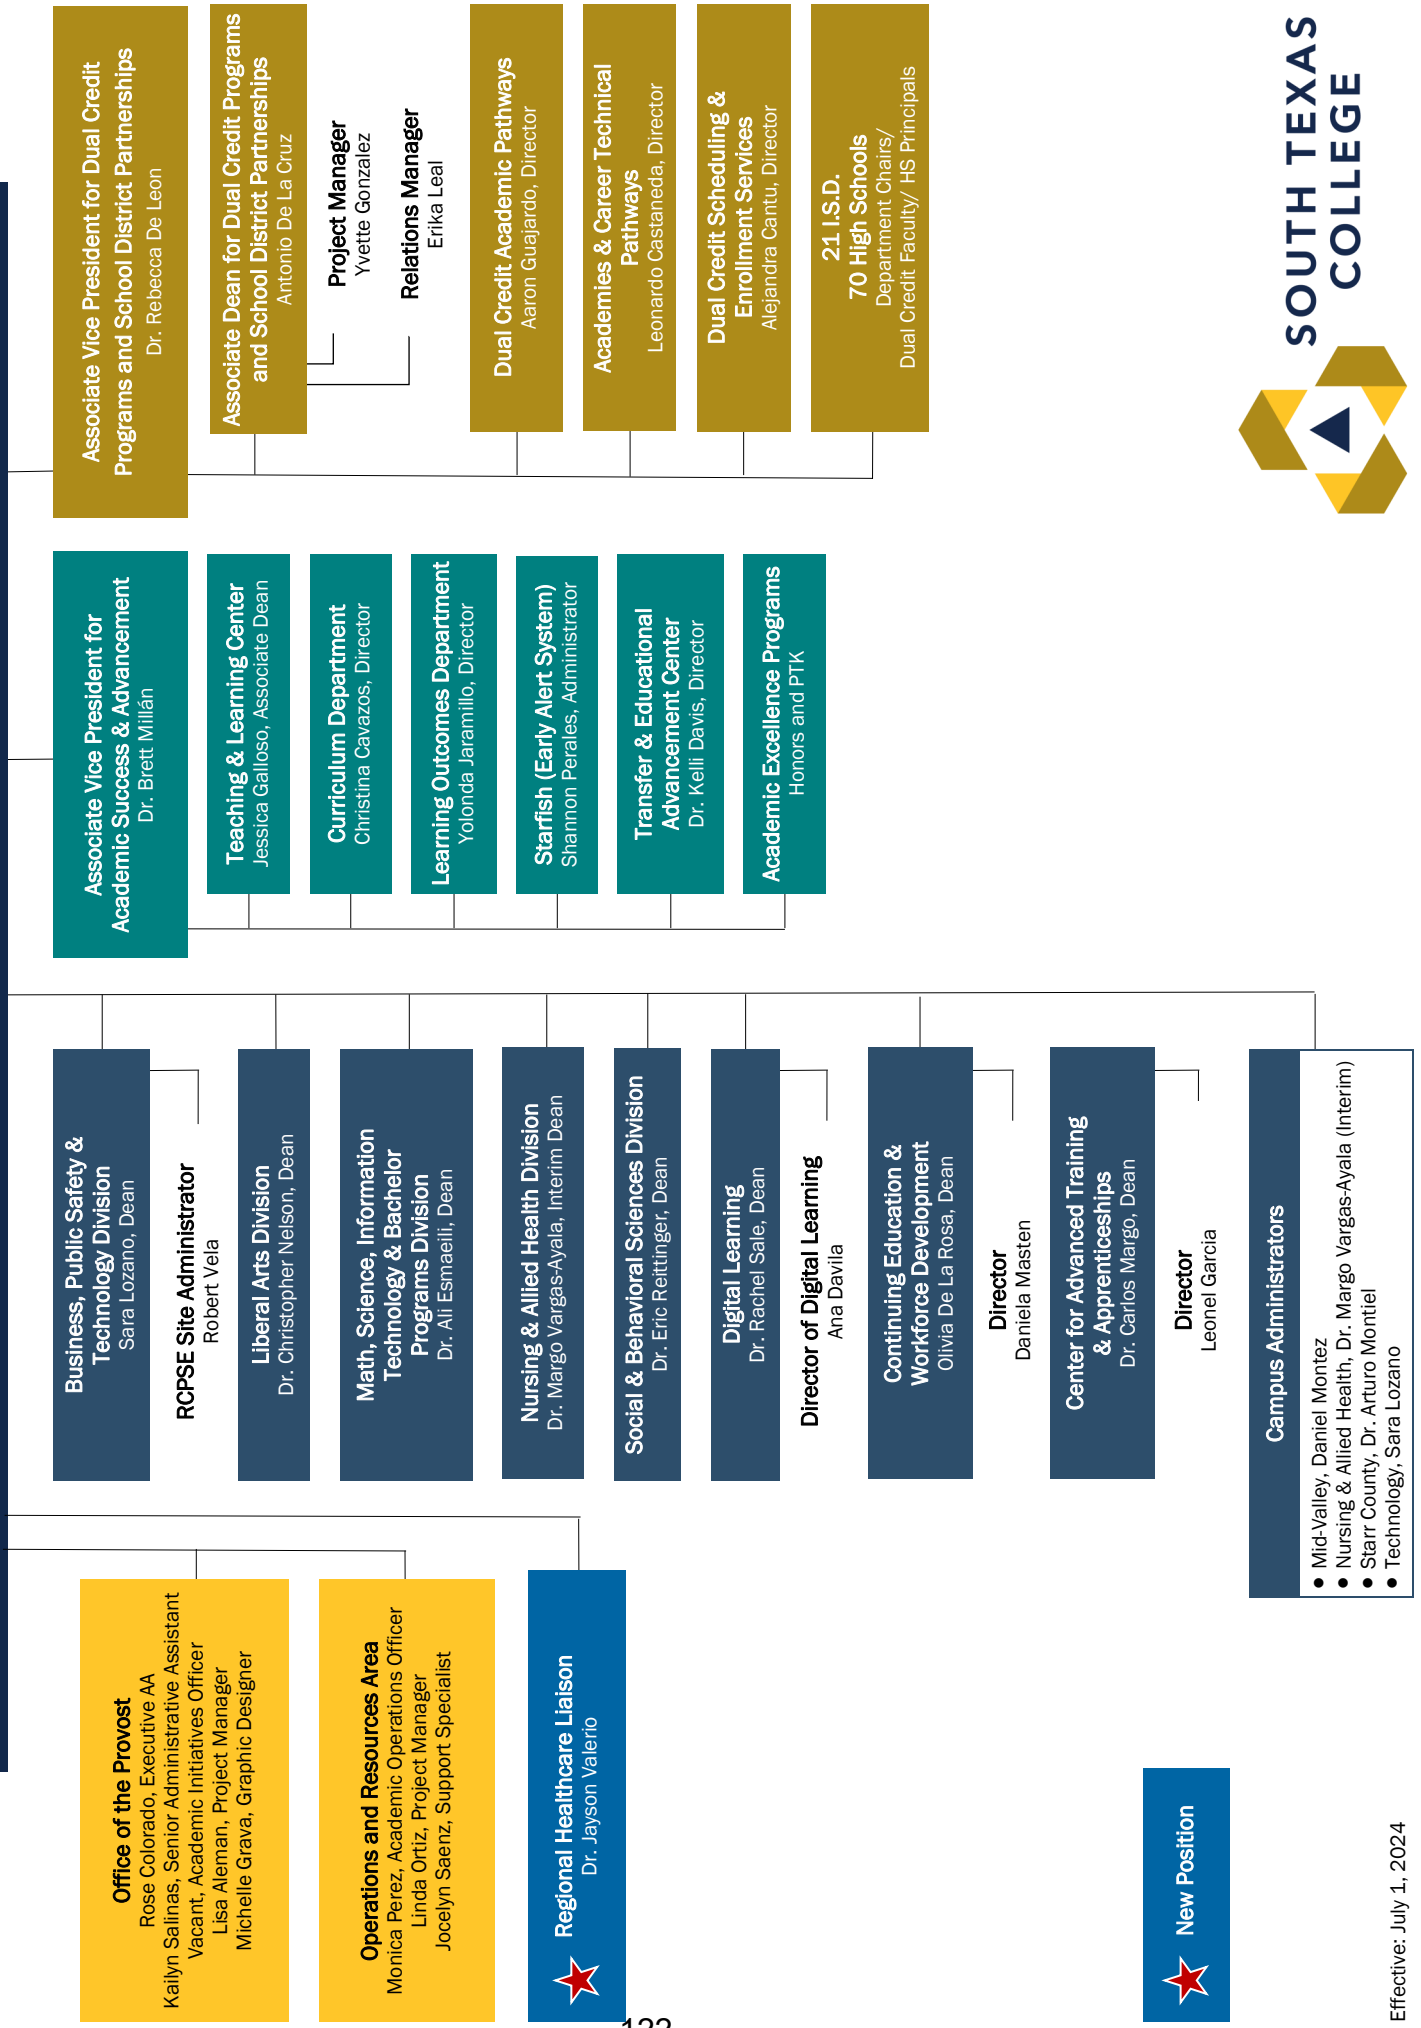 Office of the Provost
Rose Colorado, Executive AA
Kailyn Salinas, Senior Administrative Assistant
Vacant, Academic Initiatives Officer
Lisa Aleman, Project Manager
Michelle Grava, Graphic Designer
Operations and Resources Area
Monica Perez, Academic Operations Officer
Linda Ortiz, Project Manager
Jocelyn Saenz, Support Specialist
Regional Healthcare Liaison
Dr. Jayson Valerio
New Position
Effective: July 1, 2024
Business, Public Safety &
Technology Division
Sara Lozano, Dean
RCPSE Site Administrator
Robert Vela
Liberal Arts Division
Dr. Christopher Nelson, Dean
Math, Science, Information
Technology & Bachelor
Programs Division
Dr. Ali Esmaeili, Dean
Nursing & Allied Health Division
Dr. Margo Vargas-Ayala, Interim Dean
Social & Behavioral Sciences Division
Dr. Eric Reittinger, Dean
Digital Learning
Dr. Rachel Sale, Dean
Director of Digital Learning
Ana Davila
Continuing Education &
Workforce Development
Olivia De La Rosa, Dean
Director
Daniela Masten
Center for Advanced Training
& Apprenticeships
Dr. Carlos Margo, Dean
Director
Leonel Garcia
Campus Administrators
● Mid-Valley, Daniel Montez
● Nursing & Allied Health, Dr. Margo Vargas-Ayala (Interim)
● Starr County, Dr. Arturo Montiel
● Technology, Sara Lozano
Associate Vice President for
Academic Success & Advancement
Dr. Brett Millán
Teaching & Learning Center
Jessica Galloso, Associate Dean
Curriculum Department
Christina Cavazos, Director
Learning Outcomes Department
Yolonda Jaramillo, Director
Starfish (Early Alert System)
Shannon Perales, Administrator
Transfer & Educational
Advancement Center
Dr. Kelli Davis, Director
Academic Excellence Programs
Honors and PTK
Associate Vice President for Dual Credit
Programs and School District Partnerships
Dr. Rebecca De Leon
Associate Dean for Dual Credit Programs
and School District Partnerships
Antonio De La Cruz
Project Manager
Yvette Gonzalez
Relations Manager
Erika Leal
Dual Credit Academic Pathways
Aaron Guajardo, Director
Academies & Career Technical
Pathways
Leonardo Castaneda, Director
Dual Credit Scheduling &
Enrollment Services
Alejandra Cantu, Director
21 I.S.D.
70 High Schools
Department Chairs/
Dual Credit Faculty/ HS Principals
SOUTH TEXAS
COLLEGE